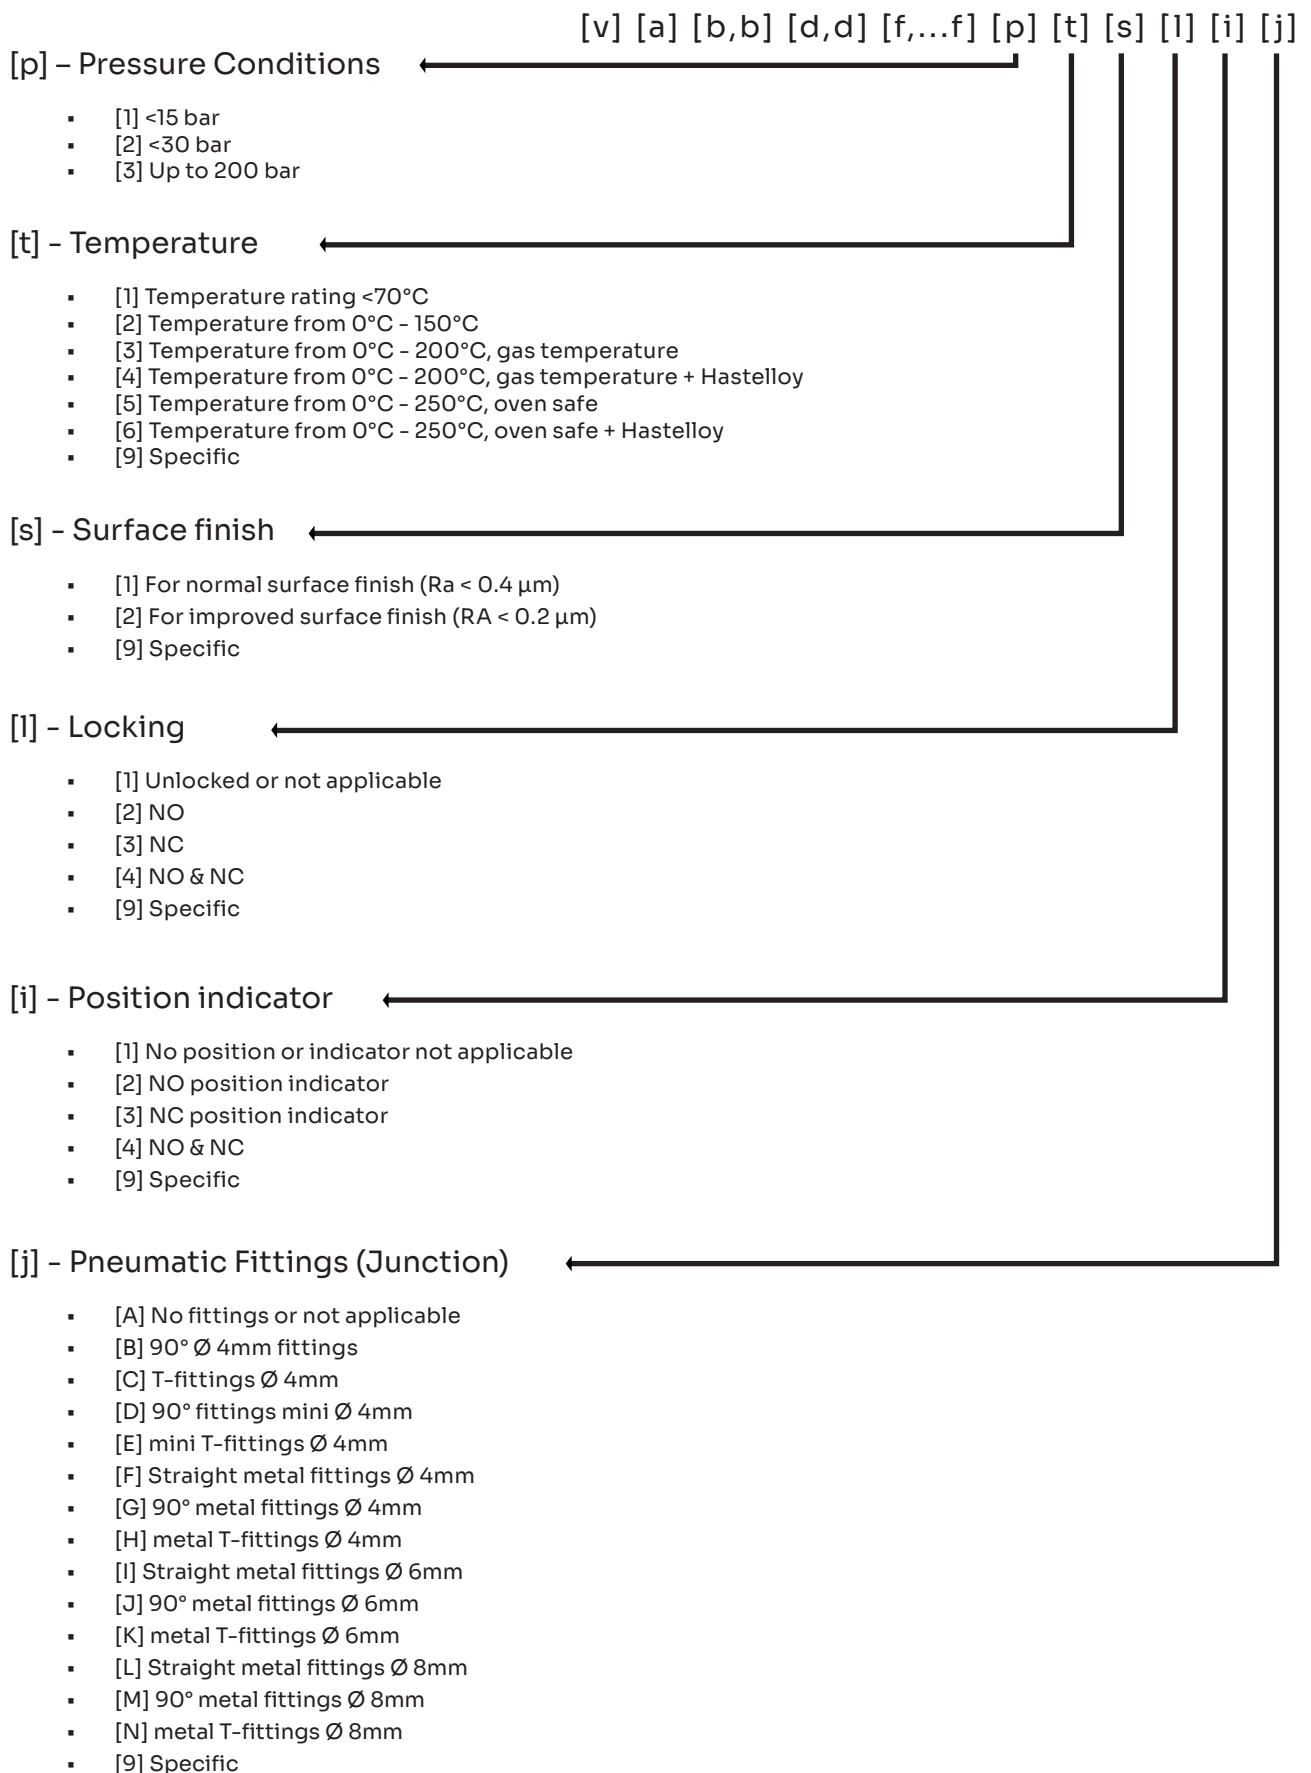 [v] [a] [b,b] [d,d] [f,...f] [p] [t] [s] [l] [i] [j]
[p] – Pressure Conditions
▪ [1] <15 bar
▪ [2] <30 bar
▪ [3] Up to 200 bar
[t] - Temperature
▪ [1] Temperature rating <70°C
▪ [2] Temperature from 0°C - 150°C
▪ [3] Temperature from 0°C - 200°C, gas temperature
▪ [4] Temperature from 0°C - 200°C, gas temperature + Hastelloy
▪ [5] Temperature from 0°C - 250°C, oven safe
▪ [6] Temperature from 0°C - 250°C, oven safe + Hastelloy
▪ [9] Specific
[s] - Surface finish
▪ [1] For normal surface finish (Ra < 0.4 µm)
▪ [2] For improved surface finish (RA < 0.2 µm)
▪ [9] Specific
[l] - Locking
▪ [1] Unlocked or not applicable
▪ [2] NO
▪ [3] NC
▪ [4] NO & NC
▪ [9] Specific
[i] - Position indicator
▪ [1] No position or indicator not applicable
▪ [2] NO position indicator
▪ [3] NC position indicator
▪ [4] NO & NC
▪ [9] Specific
[j] - Pneumatic Fittings (Junction)
▪ [A] No fittings or not applicable
▪ [B] 90° Ø 4mm fittings
▪ [C] T-fittings Ø 4mm
▪ [D] 90° fittings mini Ø 4mm
▪ [E] mini T-fittings Ø 4mm
▪ [F] Straight metal fittings Ø 4mm
▪ [G] 90° metal fittings Ø 4mm
▪ [H] metal T-fittings Ø 4mm
▪ [I] Straight metal fittings Ø 6mm
▪ [J] 90° metal fittings Ø 6mm
▪ [K] metal T-fittings Ø 6mm
▪ [L] Straight metal fittings Ø 8mm
▪ [M] 90° metal fittings Ø 8mm
▪ [N] metal T-fittings Ø 8mm
▪ [9] Specific